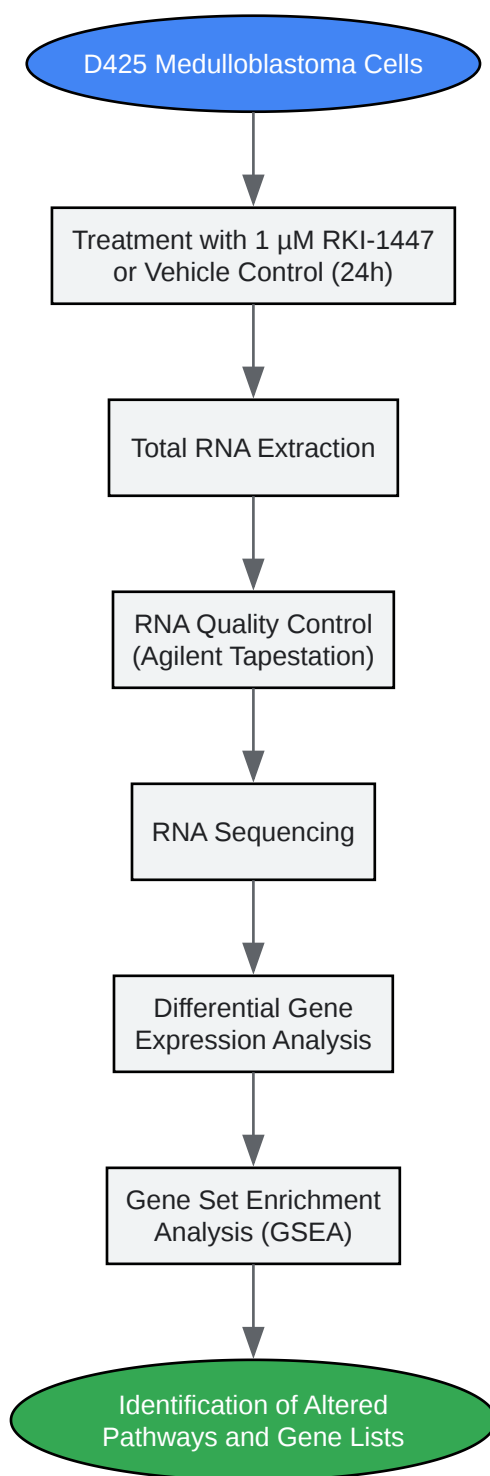 D425 Medulloblastoma Cells
Treatment with 1 µM RKI-1447
or Vehicle Control (24h)
Total RNA Extraction
RNA Quality Control
(Agilent Tapestation)
RNA Sequencing
Differential Gene
Expression Analysis
Gene Set Enrichment
Analysis (GSEA)
Identification of Altered
Pathways and Gene Lists